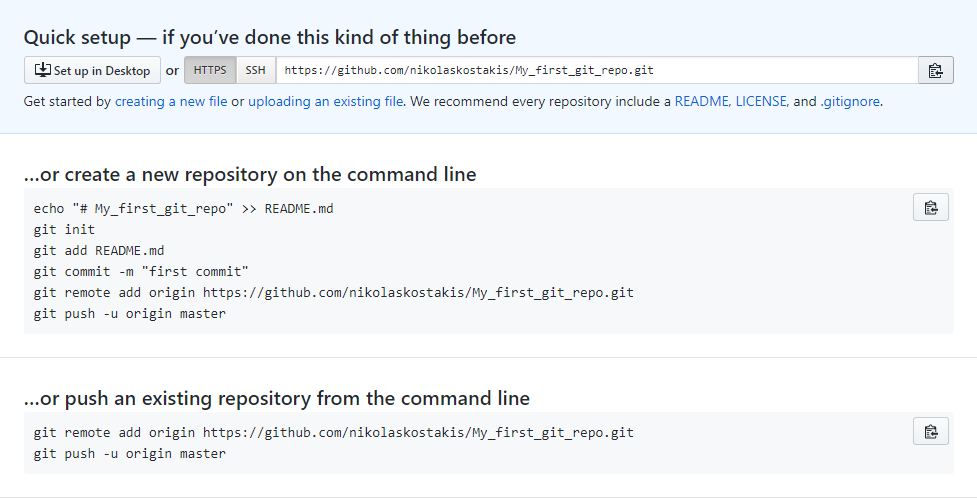 Quick setup — if you’ve done this kind of thing before
Set up in Desktop or HTTPS SSH https://github.com/nikolaskostakis/My_first_git_repo.git
Get started by creating a new file or uploading an existing file. We recommend every repository include a README, LICENSE, and .gitignore.
…or create a new repository on the command line
echo "# My_first_git_repo" >> README.md
git init
git add README.md
git commit -m "first commit"
git remote add origin https://github.com/nikolaskostakis/My_first_git_repo.git
git push -u origin master
…or push an existing repository from the command line
git remote add origin https://github.com/nikolaskostakis/My_first_git_repo.git
git push -u origin master